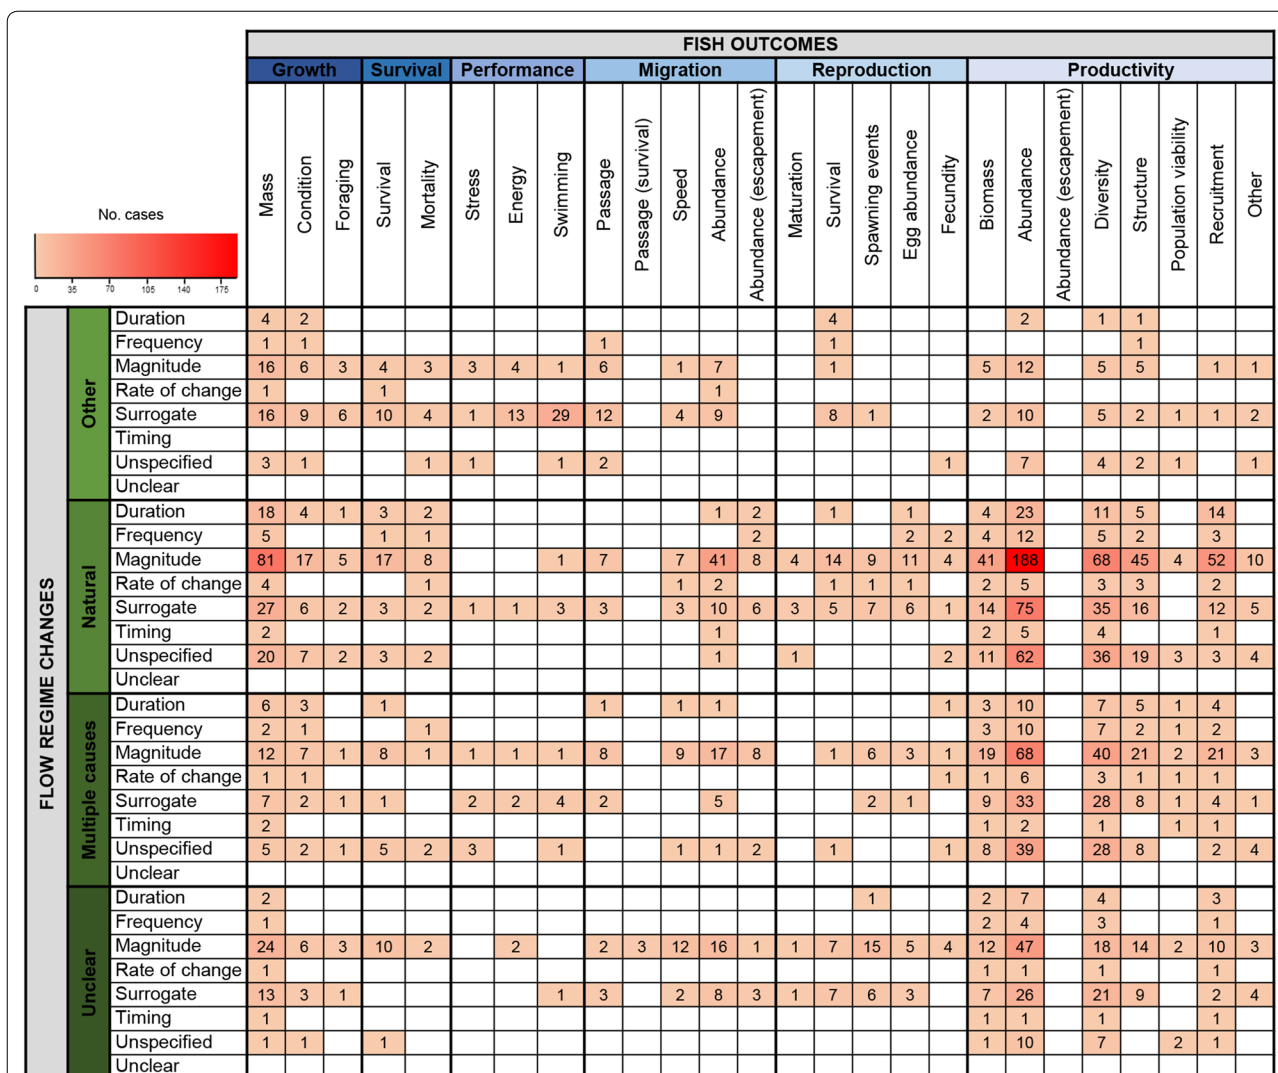 FISH OUTCOMES
Growth Survival Performance Migration Reproduction Productivity
Mass Condition Foraging Survival Mortality Stress Energy Swimming Passage Passage (survival) Speed Abundance Abundance (escapement) Maturation Survival Spawning events Egg abundance Fecundity Biomass Abundance Abundance (escapement) Diversity Structure Population viability Recruitment Other
No. cases
0 35 70 105 140 175
FLOW REGIME CHANGES
Other
Duration 4 2 4 2 1 1
Frequency 1 1 1 1 1
Magnitude 16 6 3 4 3 3 4 1 6 1 7 1 5 12 5 5 1 1
Rate of change 1 1 1
Surrogate 16 9 6 10 4 1 13 29 12 4 9 8 1 2 10 5 2 1 1 2
Timing
Unspecified 3 1 1 1 1 2 1 7 4 2 1 1
Unclear
Natural
Duration 18 4 1 3 2 1 2 1 1 4 23 11 5 14
Frequency 5 1 1 2 2 2 4 12 5 2 3
Magnitude 81 17 5 17 8 1 7 7 41 8 4 14 9 11 4 41 188 68 45 4 52 10
Rate of change 4 1 1 2 1 1 1 2 5 3 3 2
Surrogate 27 6 2 3 2 1 1 3 3 3 10 6 3 5 7 6 1 14 75 35 16 12 5
Timing 2 1 2 5 4 1
Unspecified 20 7 2 3 2 1 1 2 11 62 36 19 3 3 4
Unclear
Multiple causes
Duration 6 3 1 1 1 1 1 3 10 7 5 1 4
Frequency 2 1 1 3 10 7 2 1 2
Magnitude 12 7 1 8 1 1 1 1 8 9 17 8 1 6 3 1 19 68 40 21 2 21 3
Rate of change 1 1 1 1 6 3 1 1 1
Surrogate 7 2 1 1 2 2 4 2 5 2 1 9 33 28 8 1 4 1
Timing 2 1 2 1 1 1
Unspecified 5 2 1 5 2 3 1 1 1 2 1 1 8 39 28 8 2 4
Unclear
Unclear
Duration 2 1 2 7 4 3
Frequency 1 2 4 3 1
Magnitude 24 6 3 10 2 2 2 3 12 16 1 1 7 15 5 4 12 47 18 14 2 10 3
Rate of change 1 1 1 1 1
Surrogate 13 3 1 1 3 2 8 3 1 7 6 3 7 26 21 9 2 4
Timing 1 1 1 1 1
Unspecified 1 1 1 1 10 7 2 1
Unclear